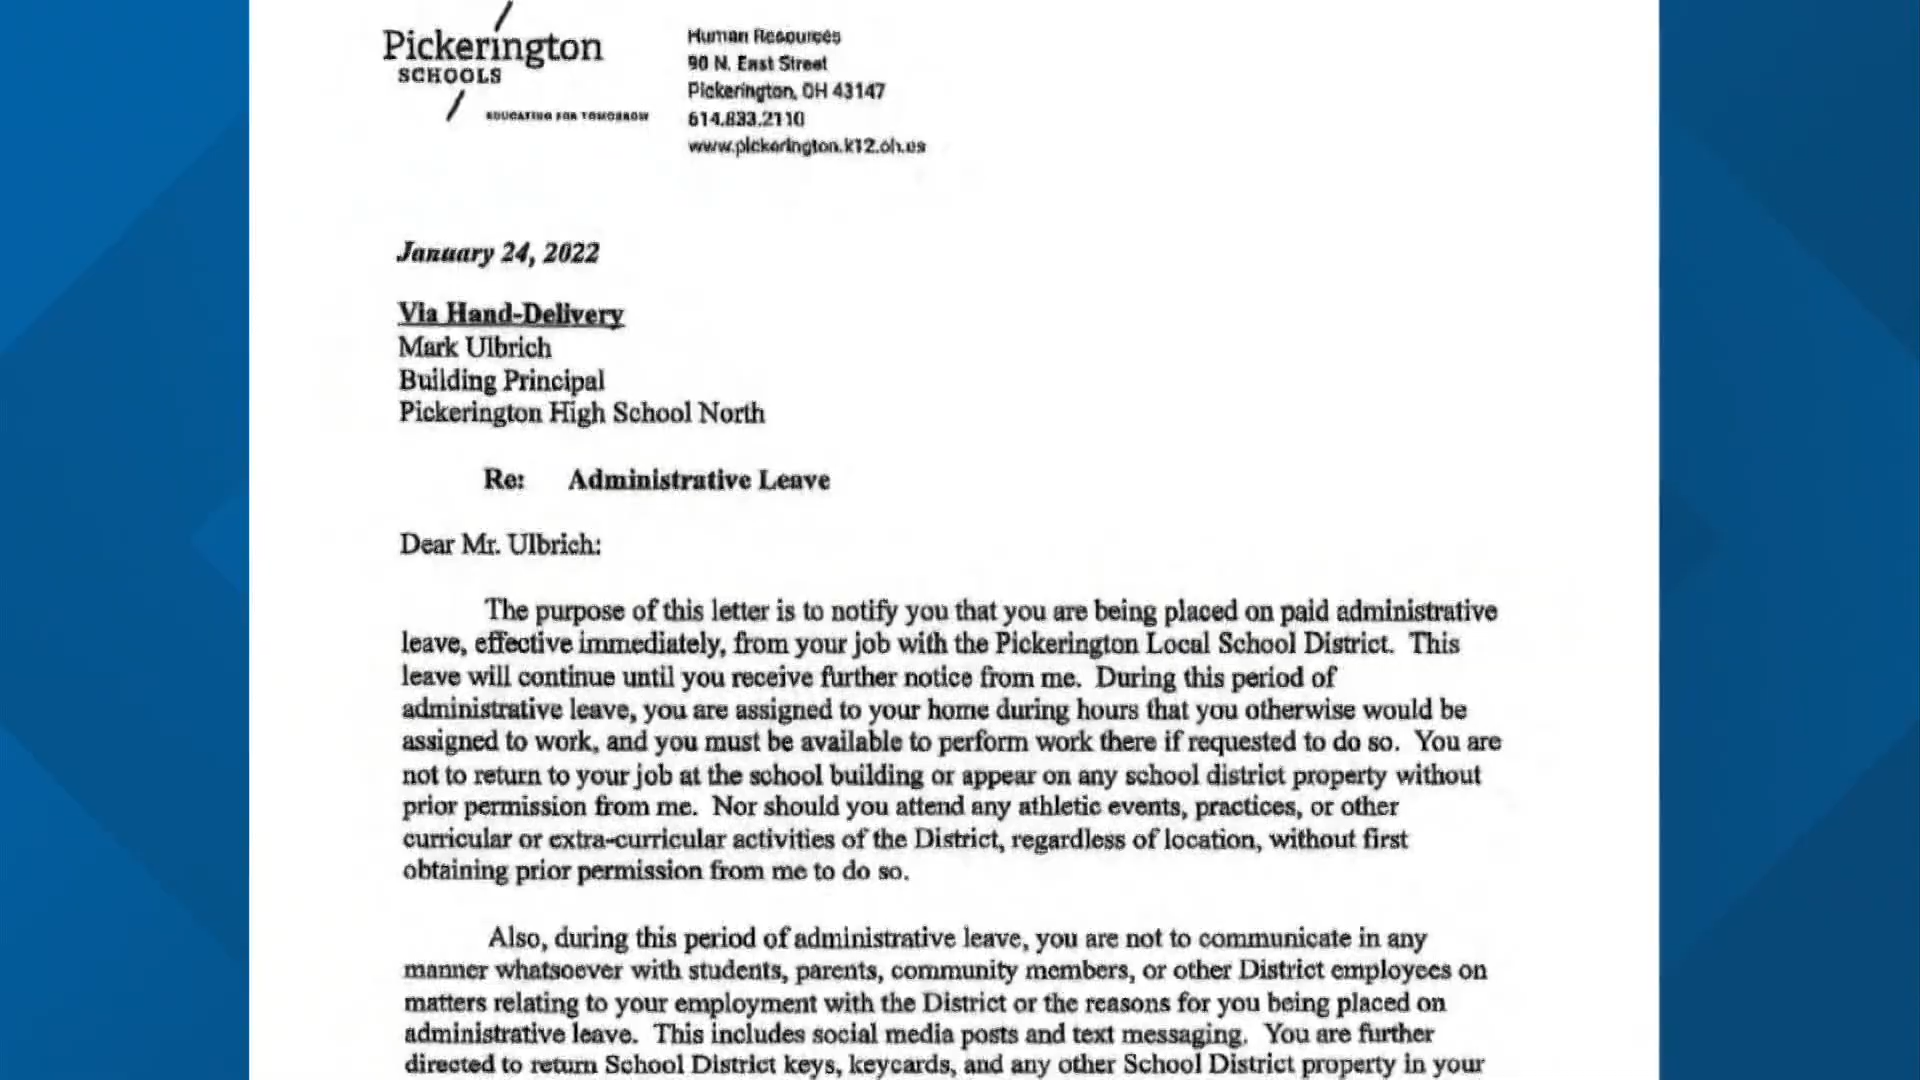 Pickerington
SCHOOLS
EDUCATING FOR TOMORROW
Human Resources
90 N. East Street
Pickerington, OH 43147
614.833.2110
www.pickerington.k12.oh.us
January 24, 2022
Via Hand-Delivery
Mark Ulbrich
Building Principal
Pickerington High School North
Re: Administrative Leave
Dear Mr. Ulbrich:
The purpose of this letter is to notify you that you are being placed on paid administrative
leave, effective immediately, from your job with the Pickerington Local School District. This
leave will continue until you receive further notice from me. During this period of
administrative leave, you are assigned to your home during hours that you otherwise would be
assigned to work, and you must be available to perform work there if requested to do so. You are
not to return to your job at the school building or appear on any school district property without
prior permission from me. Nor should you attend any athletic events, practices, or other
curricular or extra-curricular activities of the District, regardless of location, without first
obtaining prior permission from me to do so.
Also, during this period of administrative leave, you are not to communicate in any
manner whatsoever with students, parents, community members, or other District employees on
matters relating to your employment with the District or the reasons for you being placed on
administrative leave. This includes social media posts and text messaging. You are further
directed to return School District keys, keycards, and any other School District property in your